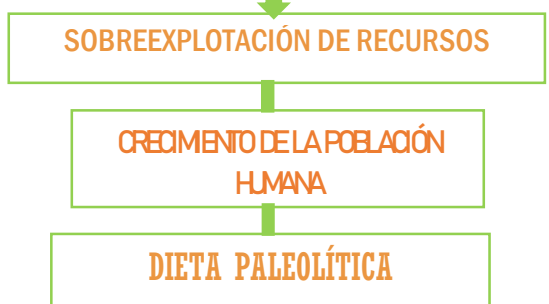 SOBREEXPLOTACIÓN DE RECURSOS
CRECIMIENTO DE LA POBLACIÓN
HUMANA
DIETA PALEOLÍTICA